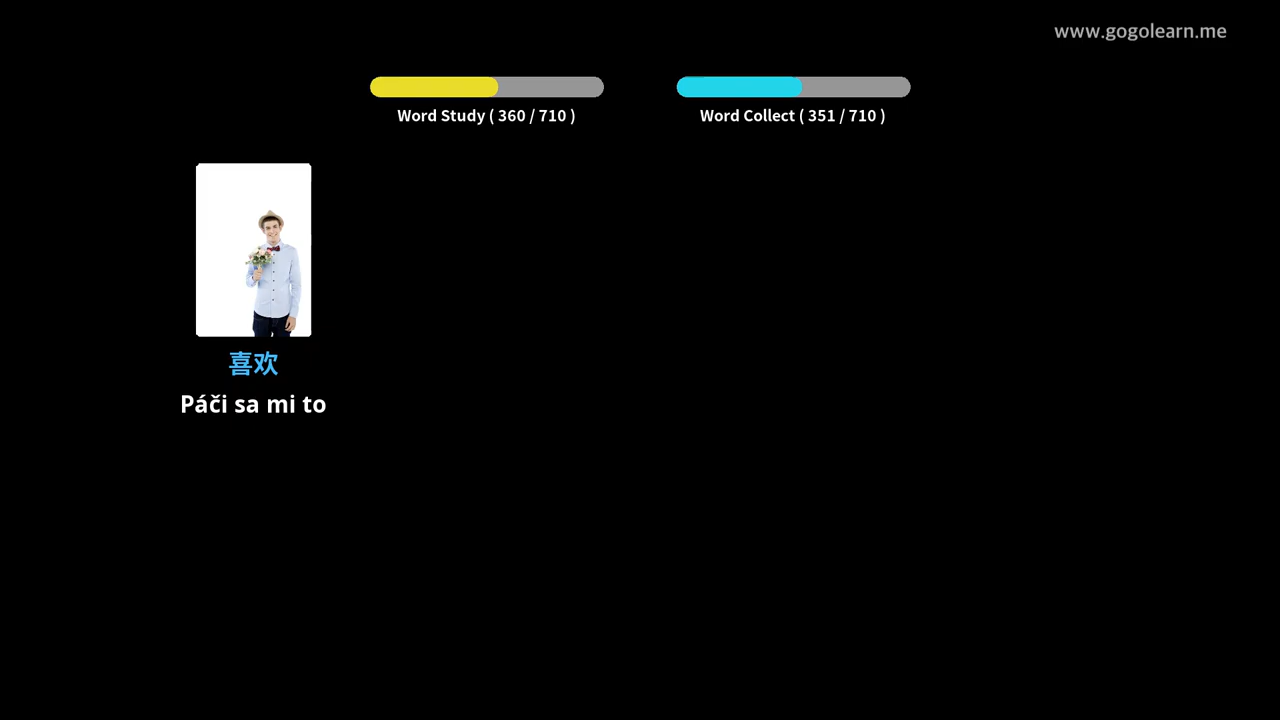 www.gogolearn.me
Word Study ( 360 / 710 )
Word Collect ( 351 / 710 )
喜欢
Páči sa mi to